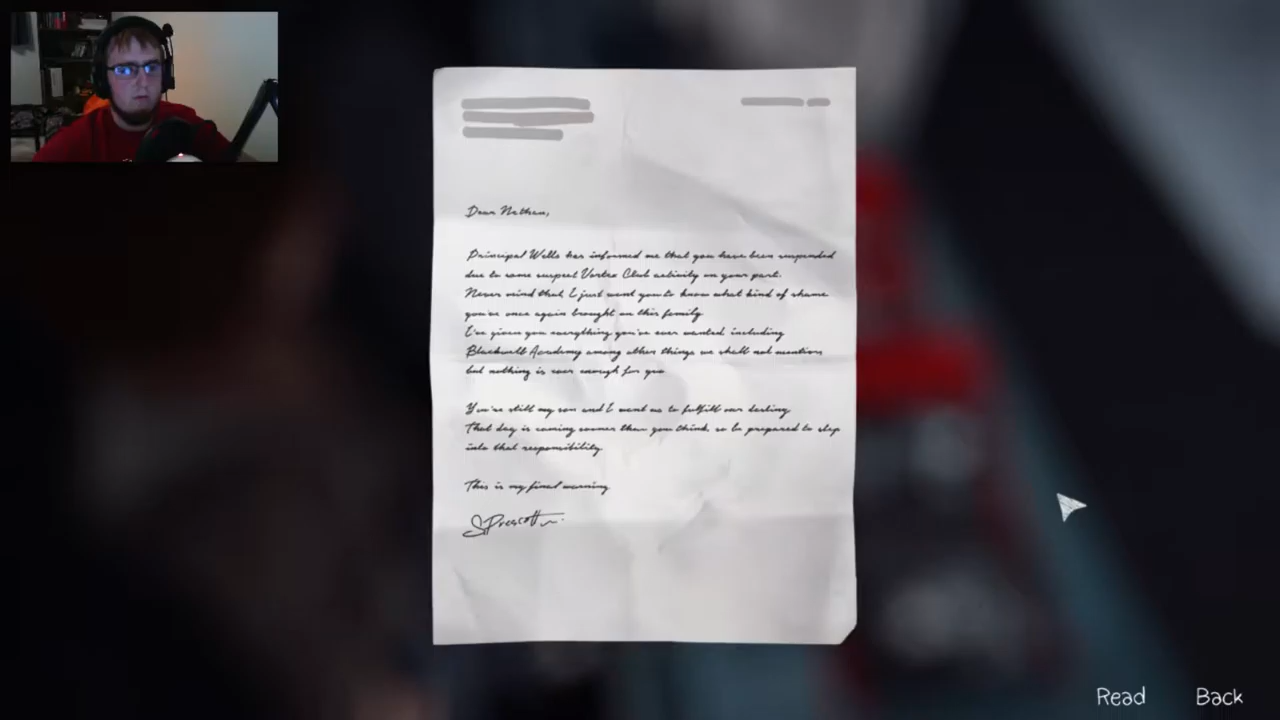 Dear Nathan,
Principal Wells has informed me that you have been suspended
due to some suspect Vortex Club activity on your part.
Never mind that, I just want you to know what kind of shame
you've once again brought on this family.
I've given you everything you've ever wanted including
Blackwell Academy among other things we shall not mention
but nothing is ever enough for you.
You're still my son and I want us to fulfill our destiny.
That day is coming sooner than you think, so be prepared to step
into that responsibility.
This is my final warning
S Prescott
Read
Back